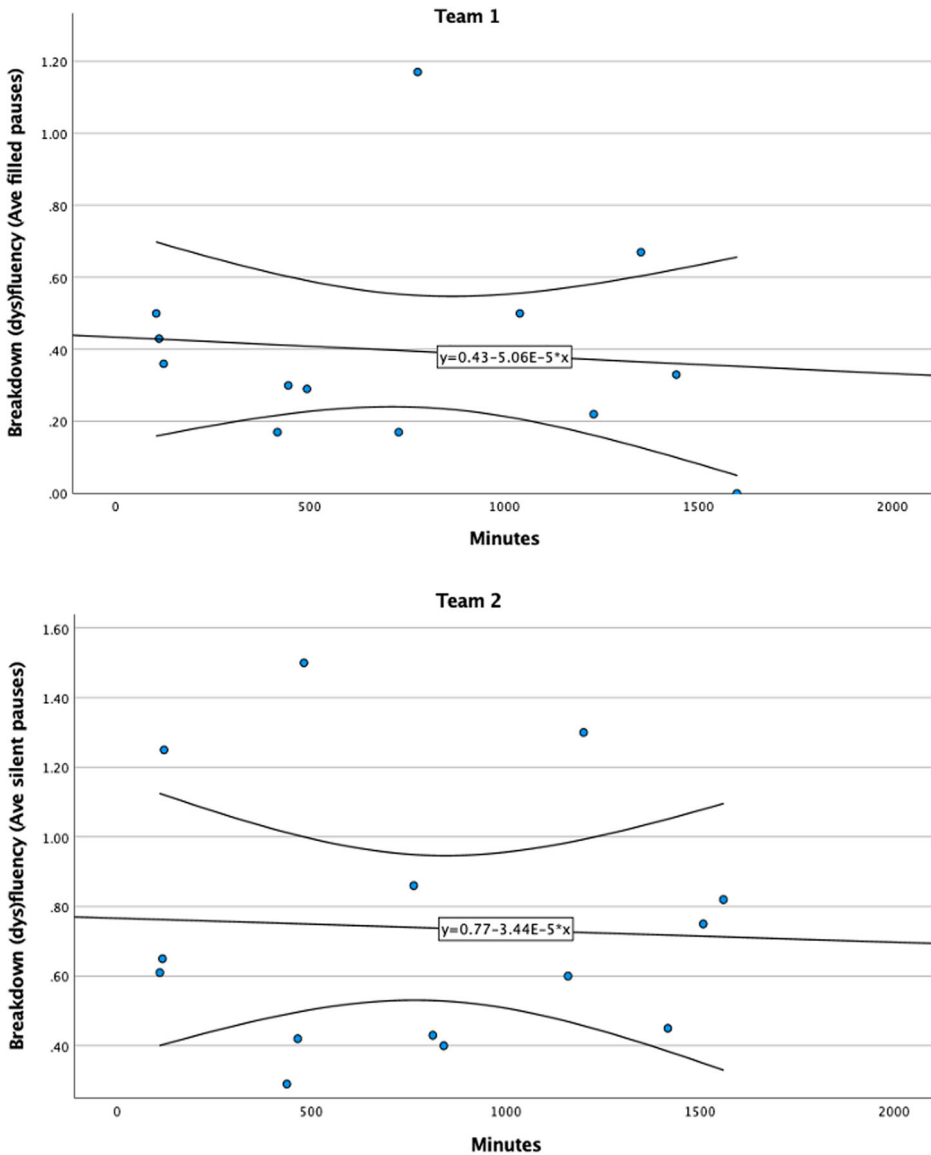 Team 1
Breakdown (dys)fluency (Ave filled pauses)
1.20
1.00
.80
.60
.40
.20
.00
y=0.43-5.06E-5*x
0 500 1000 1500 2000
Minutes
Team 2
Breakdown (dys)fluency (Ave silent pauses)
1.60
1.40
1.20
1.00
.80
.60
.40
y=0.77-3.44E-5*x
0 500 1000 1500 2000
Minutes